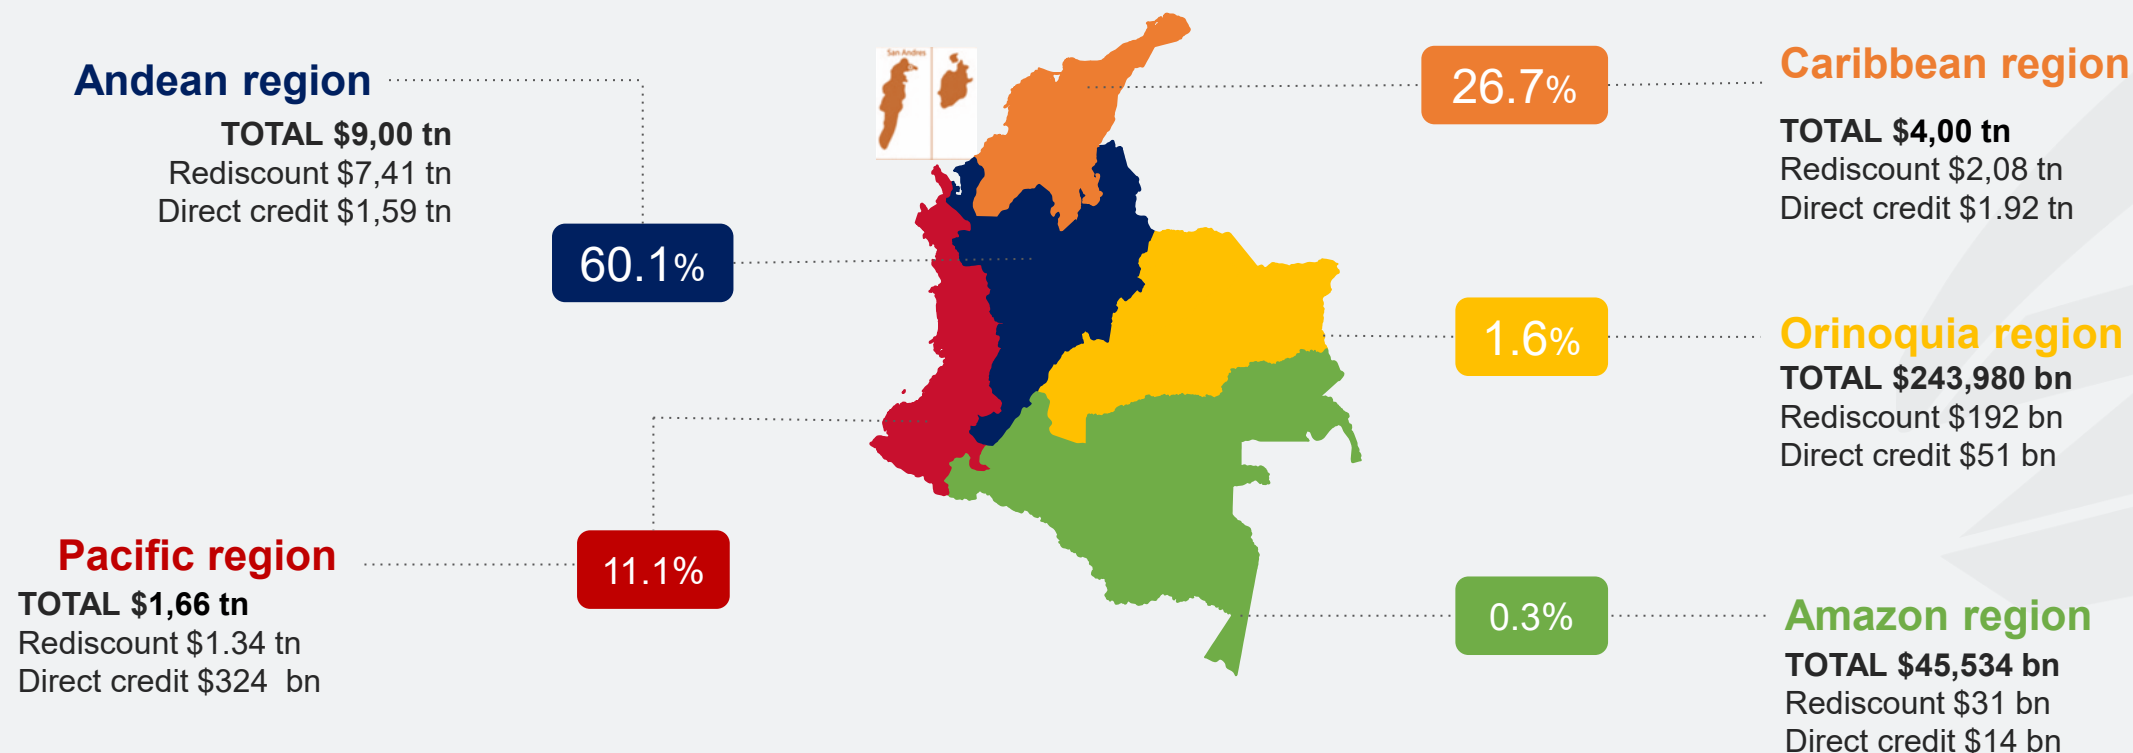 Andean region
TOTAL $9,00 tn
Rediscount $7,41 tn
Direct credit $1,59 tn
60.1%
San Andres
26.7%
Caribbean region
TOTAL $4,00 tn
Rediscount $2,08 tn
Direct credit $1.92 tn
1.6%
Orinoquia region
TOTAL $243,980 bn
Rediscount $192 bn
Direct credit $51 bn
Pacific region
TOTAL $1,66 tn
Rediscount $1.34 tn
Direct credit $324 bn
11.1%
0.3%
Amazon region
TOTAL $45,534 bn
Rediscount $31 bn
Direct credit $14 bn